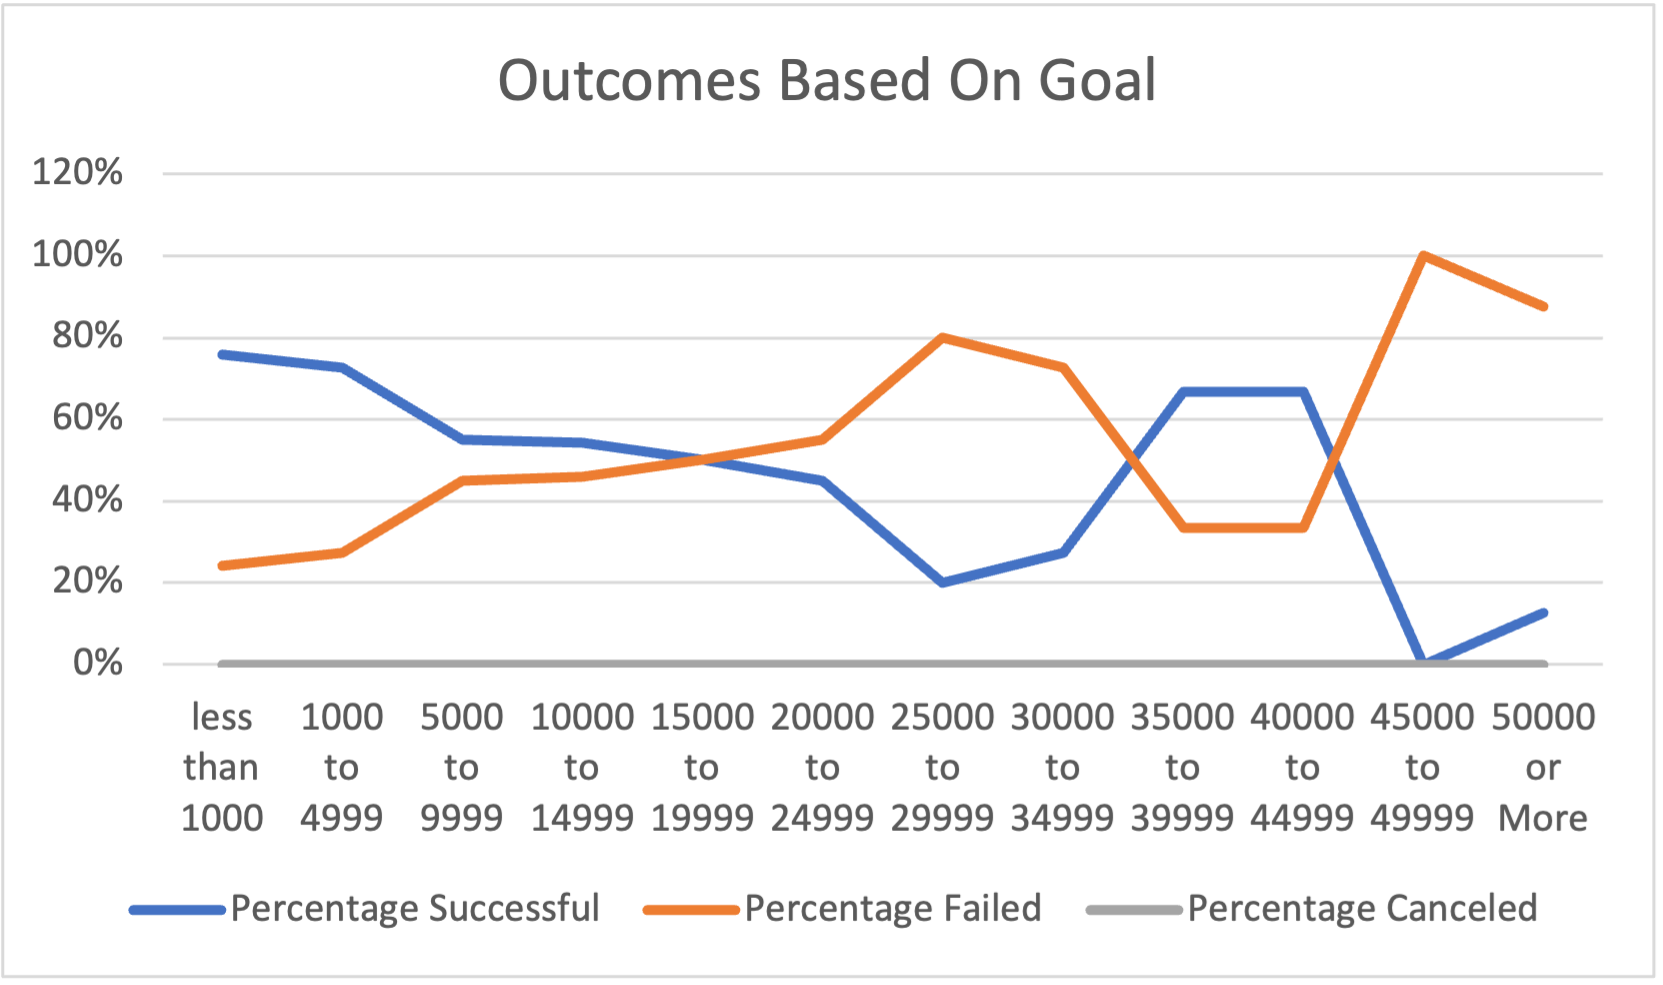 Outcomes Based On Goal
120%
100%
80%
60%
40%
20%
0%
less than 1000
1000 to 4999
5000 to 9999
10000 to 14999
15000 to 19999
20000 to 24999
25000 to 29999
30000 to 34999
35000 to 39999
40000 to 44999
45000 to 49999
50000 or More
Percentage Successful
Percentage Failed
Percentage Canceled